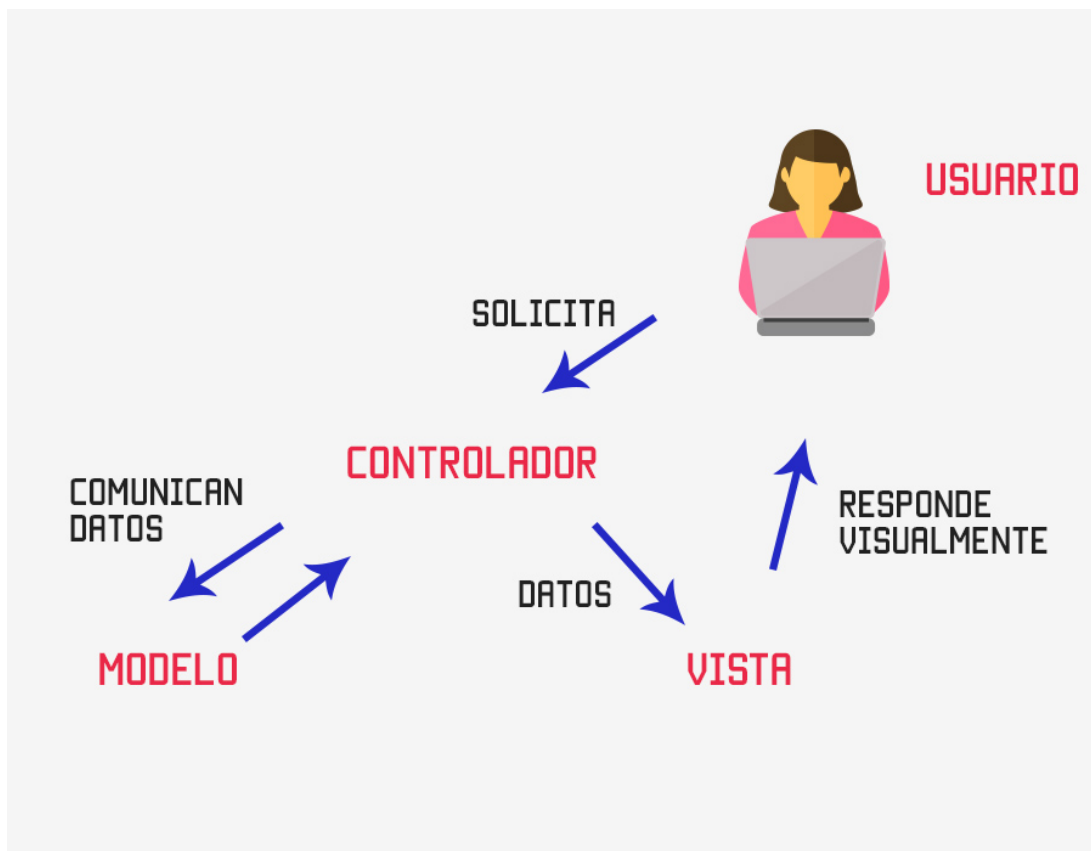 USUARIO
SOLICITA
CONTROLADOR
COMUNICAN
DATOS
RESPONDE
VISUALMENTE
DATOS
MODELO
VISTA